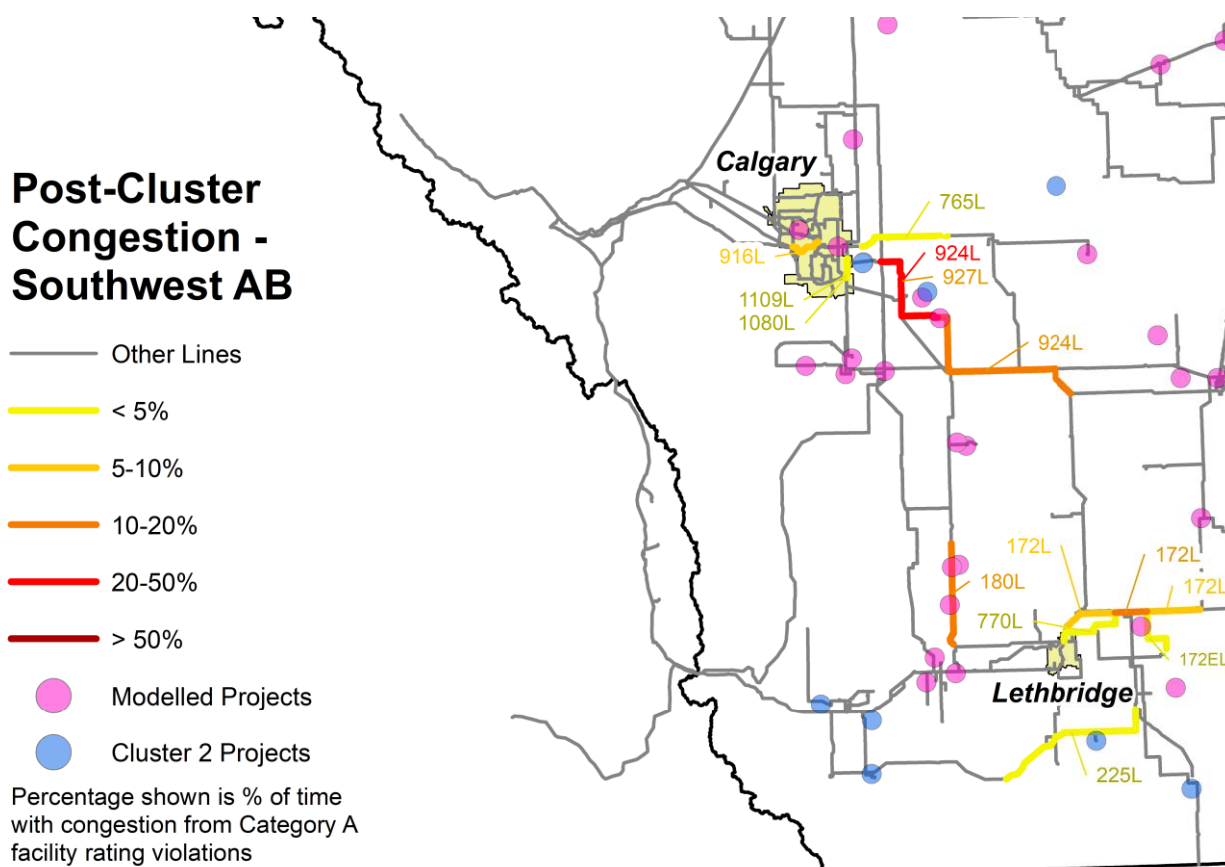 Post-Cluster
Congestion -
Southwest AB
Other Lines
< 5%
5-10%
10-20%
20-50%
> 50%
Modelled Projects
Cluster 2 Projects
Percentage shown is % of time
with congestion from Category A
facility rating violations
Calgary
765L
916L
924L
927L
1109L
1080L
924L
172L
172L
172L
180L
770L
172EL
Lethbridge
225L